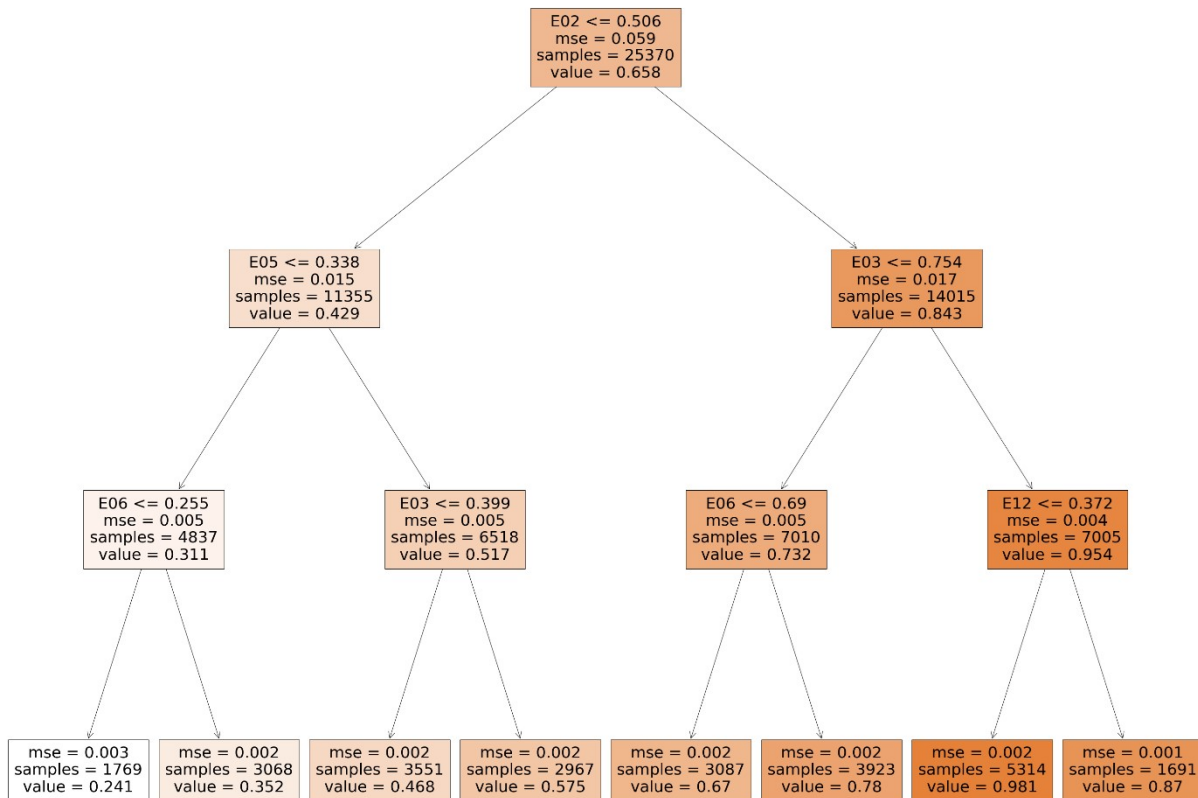 E02 <= 0.506
mse = 0.059
samples = 25370
value = 0.658
E05 <= 0.338
mse = 0.015
samples = 11355
value = 0.429
E03 <= 0.754
mse = 0.017
samples = 14015
value = 0.843
E06 <= 0.255
mse = 0.005
samples = 4837
value = 0.311
E03 <= 0.399
mse = 0.005
samples = 6518
value = 0.517
E06 <= 0.69
mse = 0.005
samples = 7010
value = 0.732
E12 <= 0.372
mse = 0.004
samples = 7005
value = 0.954
mse = 0.003
samples = 1769
value = 0.241
mse = 0.002
samples = 3068
value = 0.352
mse = 0.002
samples = 3551
value = 0.468
mse = 0.002
samples = 2967
value = 0.575
mse = 0.002
samples = 3087
value = 0.67
mse = 0.002
samples = 3923
value = 0.78
mse = 0.002
samples = 5314
value = 0.981
mse = 0.001
samples = 1691
value = 0.87